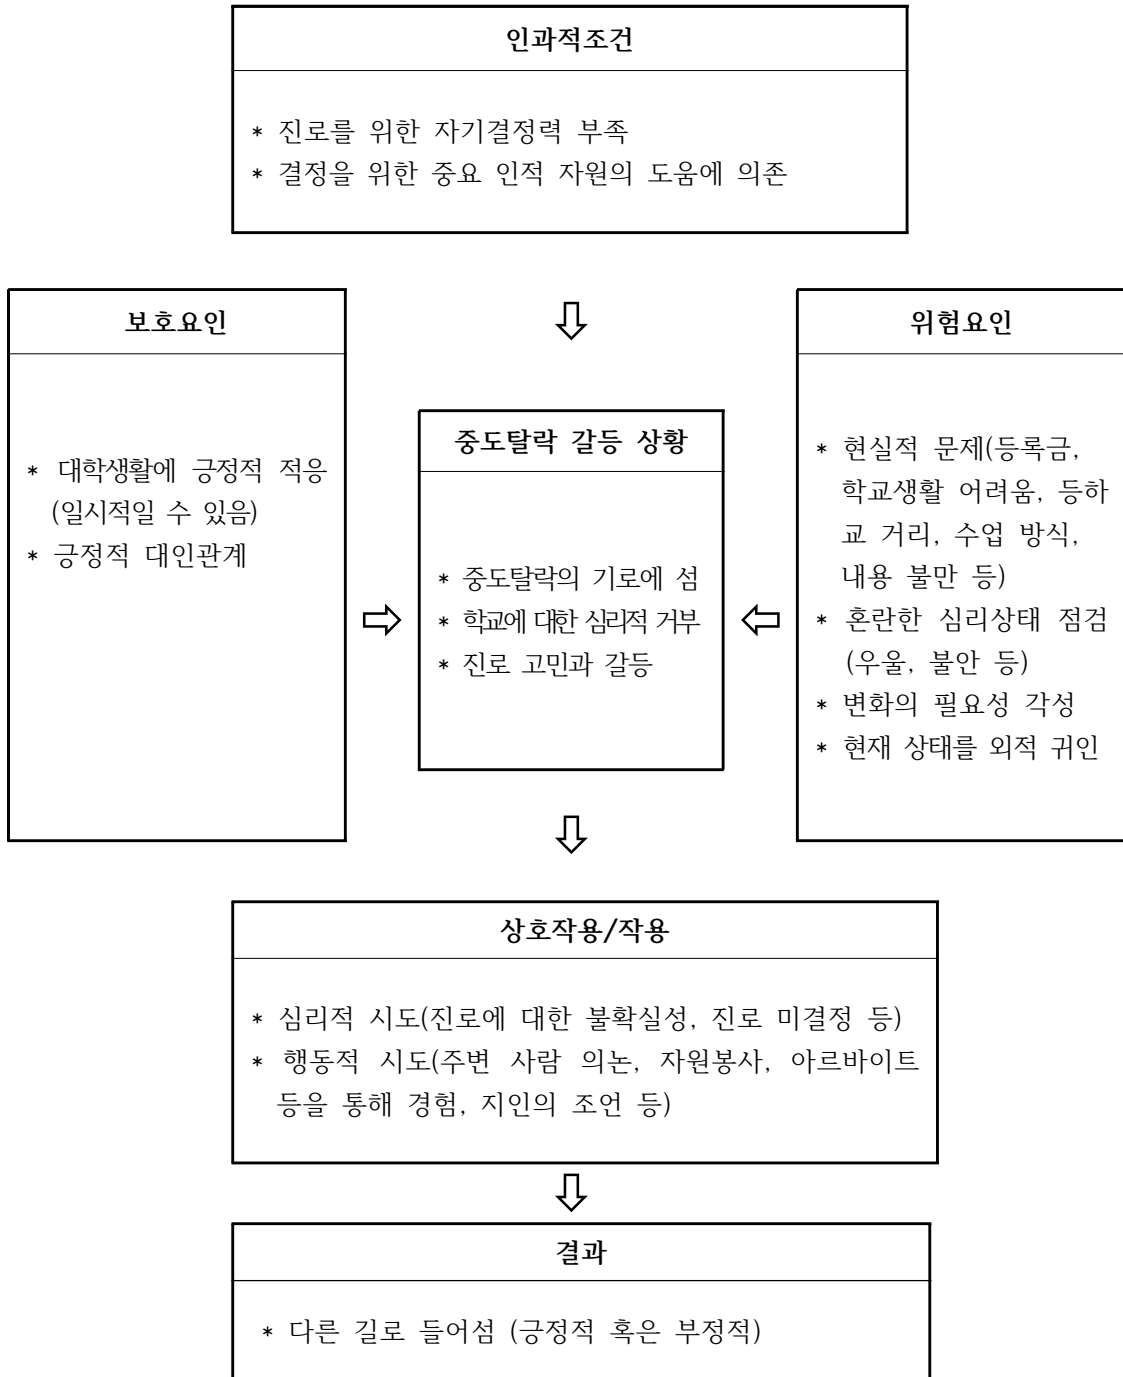 인과적조건
* 진로를 위한 자기결정력 부족
* 결정을 위한 중요 인적 자원의 도움에 의존
보호요인
* 대학생활에 긍정적 적응
(일시적일 수 있음)
* 긍정적 대인관계
중도탈락 갈등 상황
* 중도탈락의 기로에 섬
* 학교에 대한 심리적 거부
* 진로 고민과 갈등
위험요인
* 현실적 문제(등록금,
학교생활 어려움, 등하
교 거리, 수업 방식,
내용 불만 등)
* 혼란한 심리상태 점검
(우울, 불안 등)
* 변화의 필요성 각성
* 현재 상태를 외적 귀인
상호작용/작용
* 심리적 시도(진로에 대한 불확실성, 진로 미결정 등)
* 행동적 시도(주변 사람 의논, 자원봉사, 아르바이트
등을 통해 경험, 지인의 조언 등)
결과
* 다른 길로 들어섬 (긍정적 혹은 부정적)